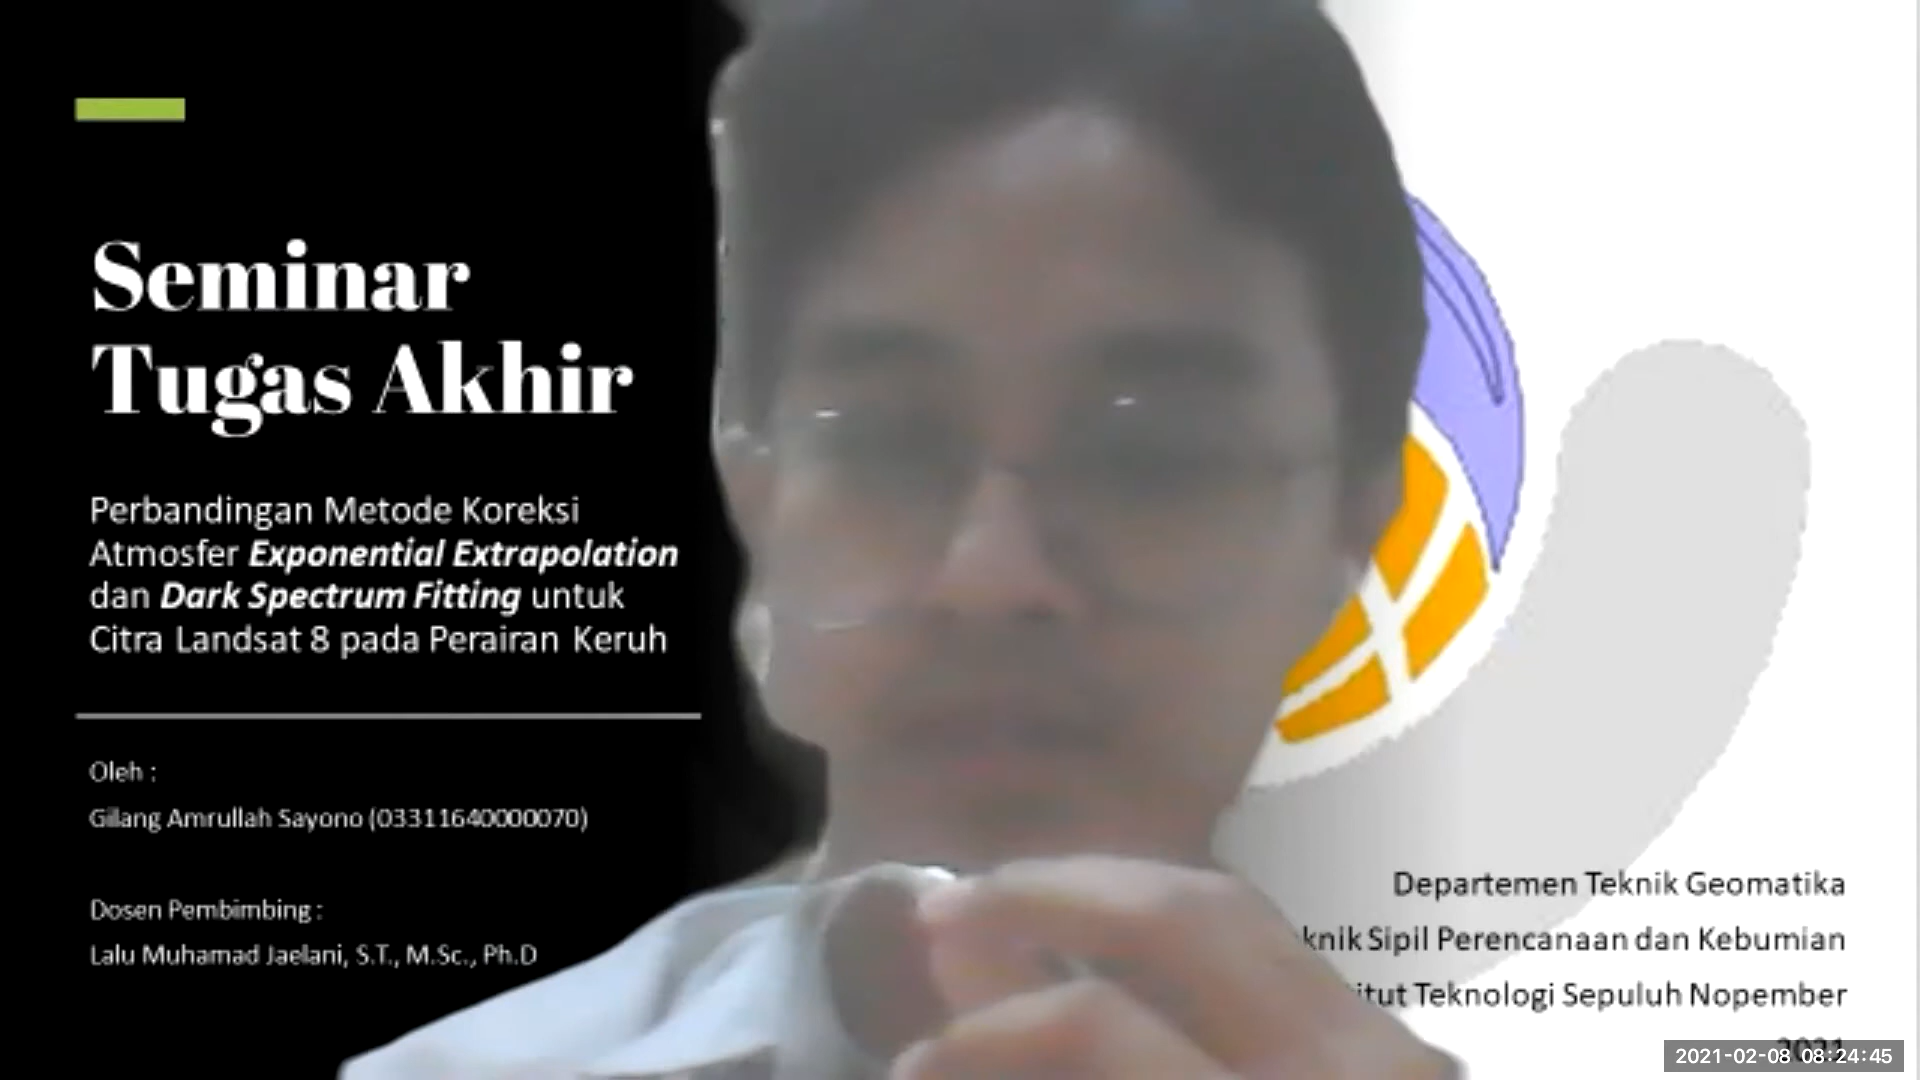 Seminar
Tugas Akhir
Perbandingan Metode Koreksi
Atmosfer Exponential Extrapolation
dan Dark Spectrum Fitting untuk
Citra Landsat 8 pada Perairan Keruh
Oleh :
Gilang Amrullah Sayono (03311640000070)
Dosen Pembimbing :
Lalu Muhamad Jaelani, S.T., M.Sc., Ph.D
Departemen Teknik Geomatika
Sipil Perencanaan dan Kebumian
Teknologi Sepuluh Nopember
2021
2021-02-08 08:24:45